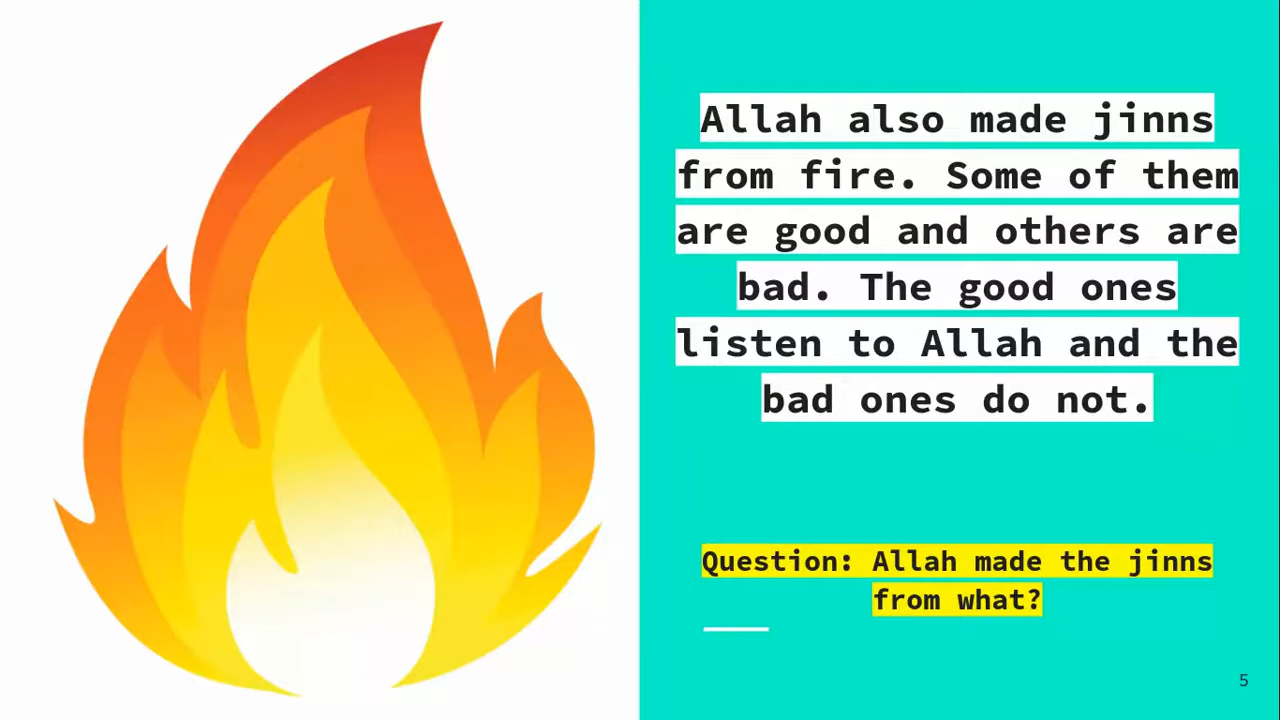 Allah also made jinns
from fire. Some of them
are good and others are
bad. The good ones
listen to Allah and the
bad ones do not.
Question: Allah made the jinns
from what?
5